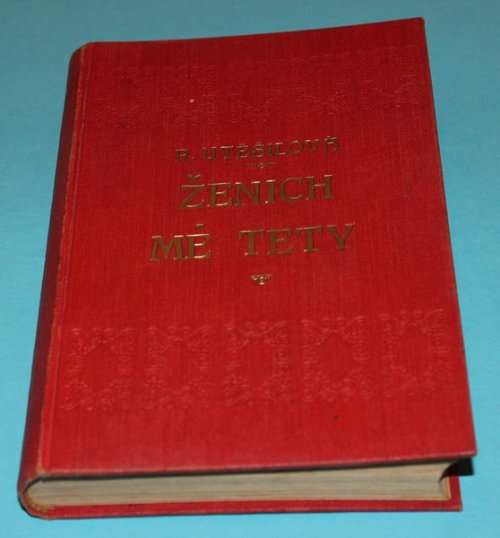 R. UTĚŠILOVÁ
ŽENICH
MÉ TETY